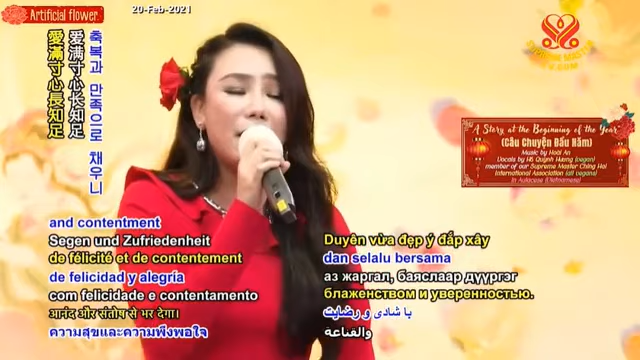 Artificial flower
20-Feb-2021
SUPREME MASTER
TV.COM
축복과 만족으로 채우니
爱满寸心长知足
愛滿寸心長知足
"A Story at the Beginning of the Year"
(Câu Chuyện Đầu Năm)
Music by Hoài An
Vocals by Hồ Quỳnh Hương (vegan)
member of our Supreme Master Ching Hai
International Association (all vegans)
in Aulacese (Vietnamese)
and contentment
Segen und Zufriedenheit
de félicité et de contentement
de felicidad y alegría
com felicidade e contentamento
आनंद और संतोष से भर देगा।
ความสุขและความพึงพอใจ
Duyên vừa đẹp ý đắp xây
dan selalu bersama
аз жаргал, баяслаар дүүргэг
блаженством и уверенностью.
با شادی و رضایت
والقناعة